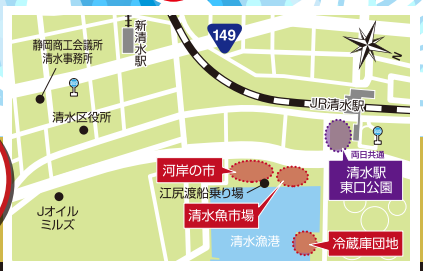 静岡商工会議所
清水事務所
新清水駅
149
N
JR清水駅
清水区役所
両日共通
清水駅
東口公園
河岸の市
江尻渡船乗り場
清水魚市場
Jオイル
ミルズ
清水漁港
冷蔵庫団地